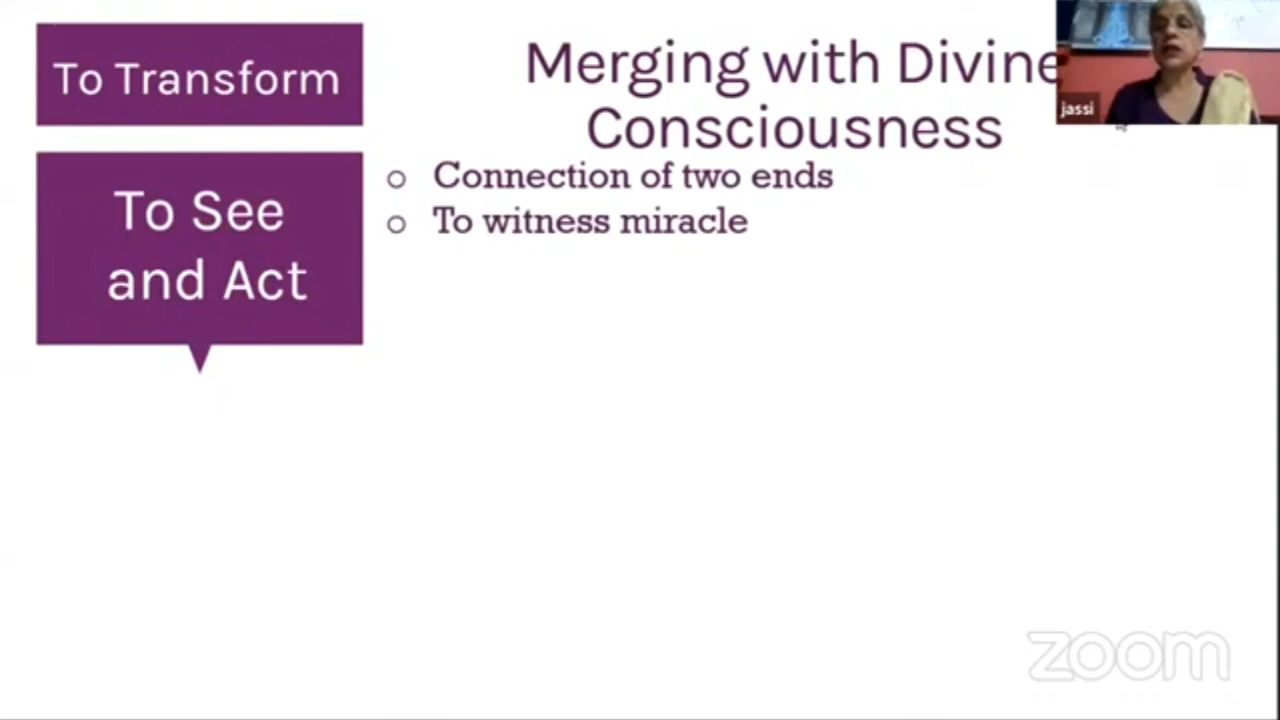 To Transform
To See
and Act
Merging with Divine
Consciousness
Connection of two ends
To witness miracle
jassi
zoom